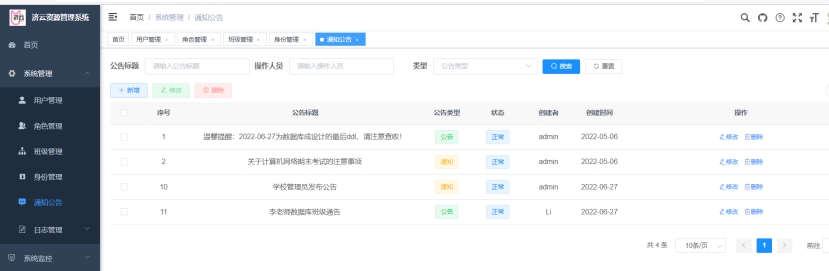 济云资源管理系统
首页 / 系统管理 / 通知公告
首页 用户管理 × 角色管理 × 班级管理 × 身份管理 × 通知公告 ×
首页
系统管理
用户管理
角色管理
班级管理
身份管理
通知公告
日志管理
系统监控
公告标题 请输入公告标题 操作人员 请输入操作人员 类型 公告类型 搜索 重置
+ 新增 修改 删除
序号 公告标题 公告类型 状态 创建者 创建时间 操作
1 温馨提醒：2022-06-27为数据库成设计的最后ddl，请注意查收！ 公告 正常 admin 2022-05-06 修改 删除
2 关于计算机网络期末考试的注意事项 通知 正常 admin 2022-05-06 修改 删除
10 学校管理员发布公告 通知 正常 admin 2022-06-27 修改 删除
11 李老师数据库班级通告 公告 正常 Li 2022-06-27 修改 删除
共 4 条 10条/页 < 1 > 前往